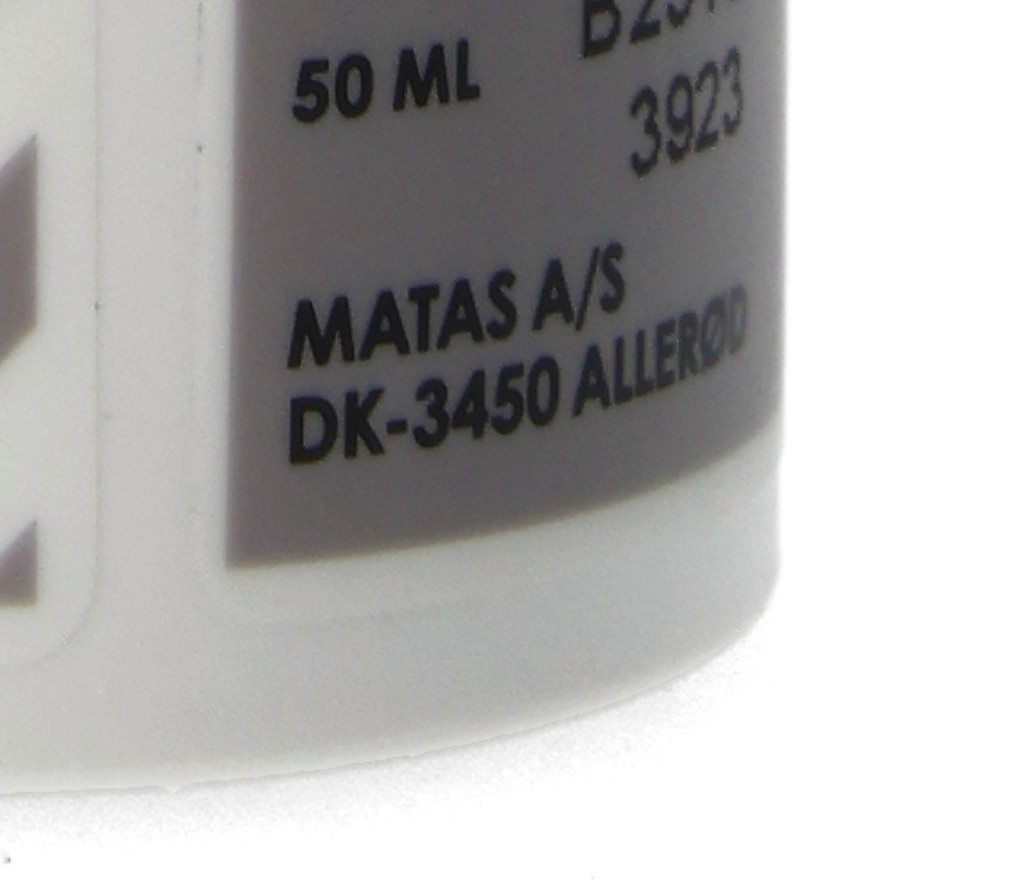 50 ML
3923
MATAS A/S
DK-3450 ALLERØD